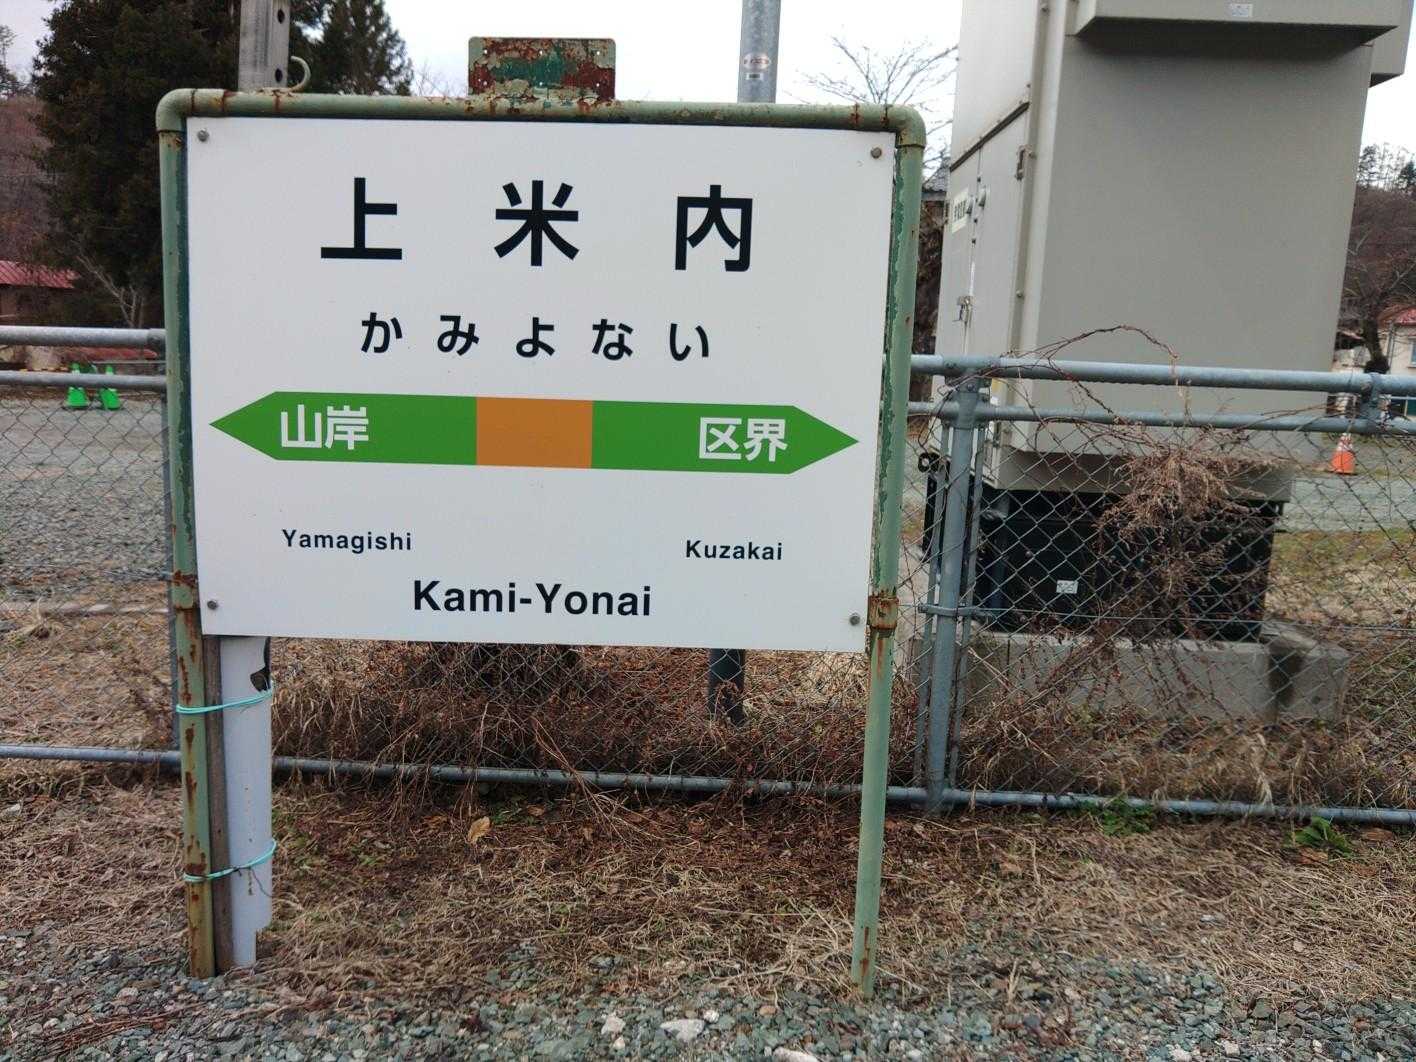 上米内
かみよない
山岸 区界
Yamagishi Kuzakai
Kami-Yonai